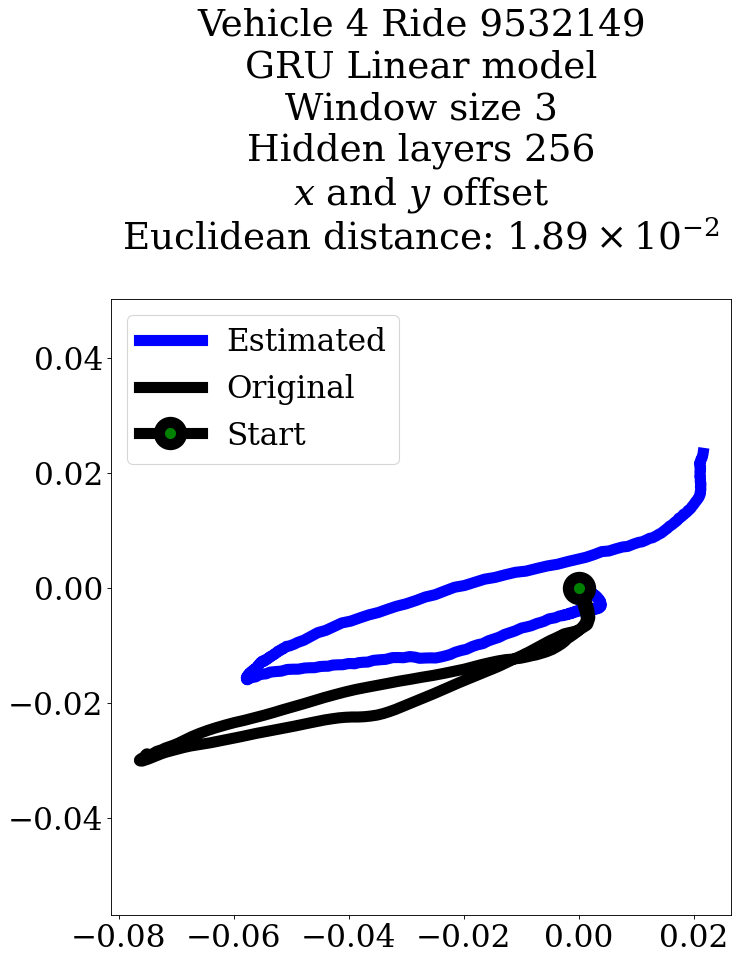 Vehicle 4 Ride 9532149
GRU Linear model
Window size 3
Hidden layers 256
x and y offset
Euclidean distance: 1.89 × 10⁻²
Estimated
Original
Start
0.04
0.02
0.00
−0.02
−0.04
−0.08 −0.06 −0.04 −0.02 0.00 0.02